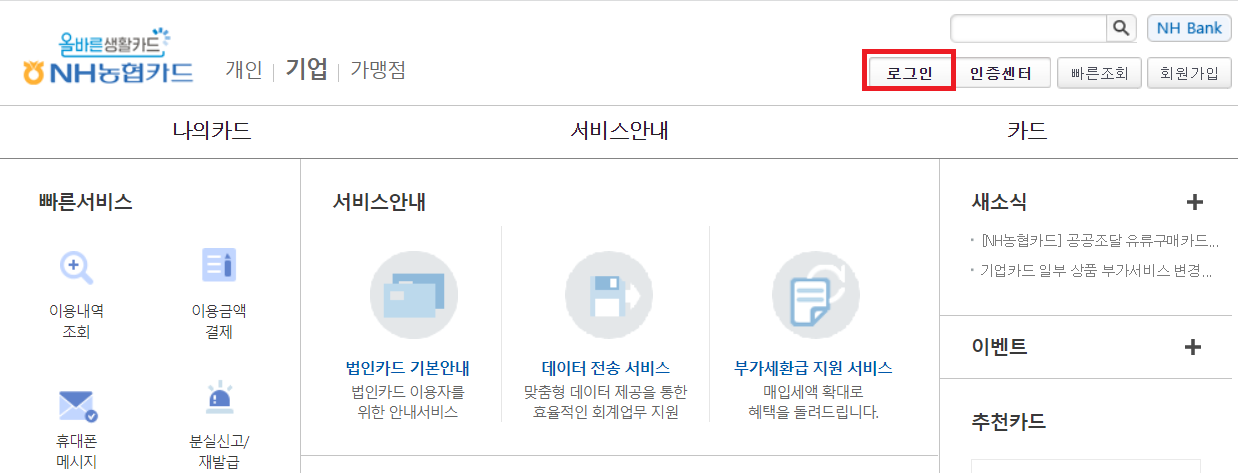 올바른생활카드
NH농협카드
개인 기업 가맹점
NH Bank
로그인 인증센터 빠른조회 회원가입
나의카드 서비스안내 카드
빠른서비스
이용내역
조회
이용금액
결제
휴대폰
메시지
분실신고/
재발급
서비스안내
법인카드 기본안내
법인카드 이용자를
위한 안내서비스
데이터 전송 서비스
맞춤형 데이터 제공을 통한
효율적인 회계업무 지원
부가세환급 지원 서비스
매입세액 확대로
혜택을 돌려드립니다.
새소식 +
· [NH농협카드] 공공조달 유류구매카드...
· 기업카드 일부 상품 부가서비스 변경...
이벤트 +
추천카드